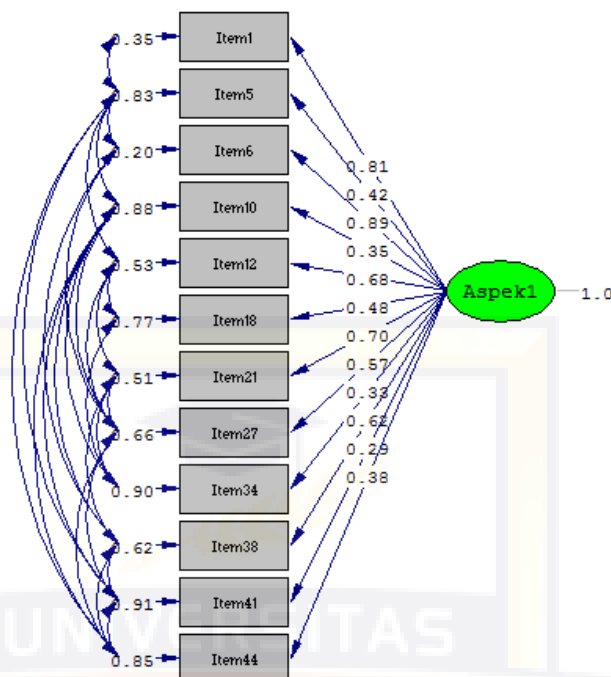 0.35 Item1
0.83 Item5
0.20 Item6
0.81
0.42
0.88 Item10
0.89
0.35
0.53 Item12
0.68
Aspek1 1.0
0.77 Item18
0.48
0.70
0.51 Item21
0.57
0.33
0.66 Item27
0.62
0.29
0.90 Item34
0.38
0.62 Item38
0.91 Item41
UNIVERSITAS
0.85 Item44